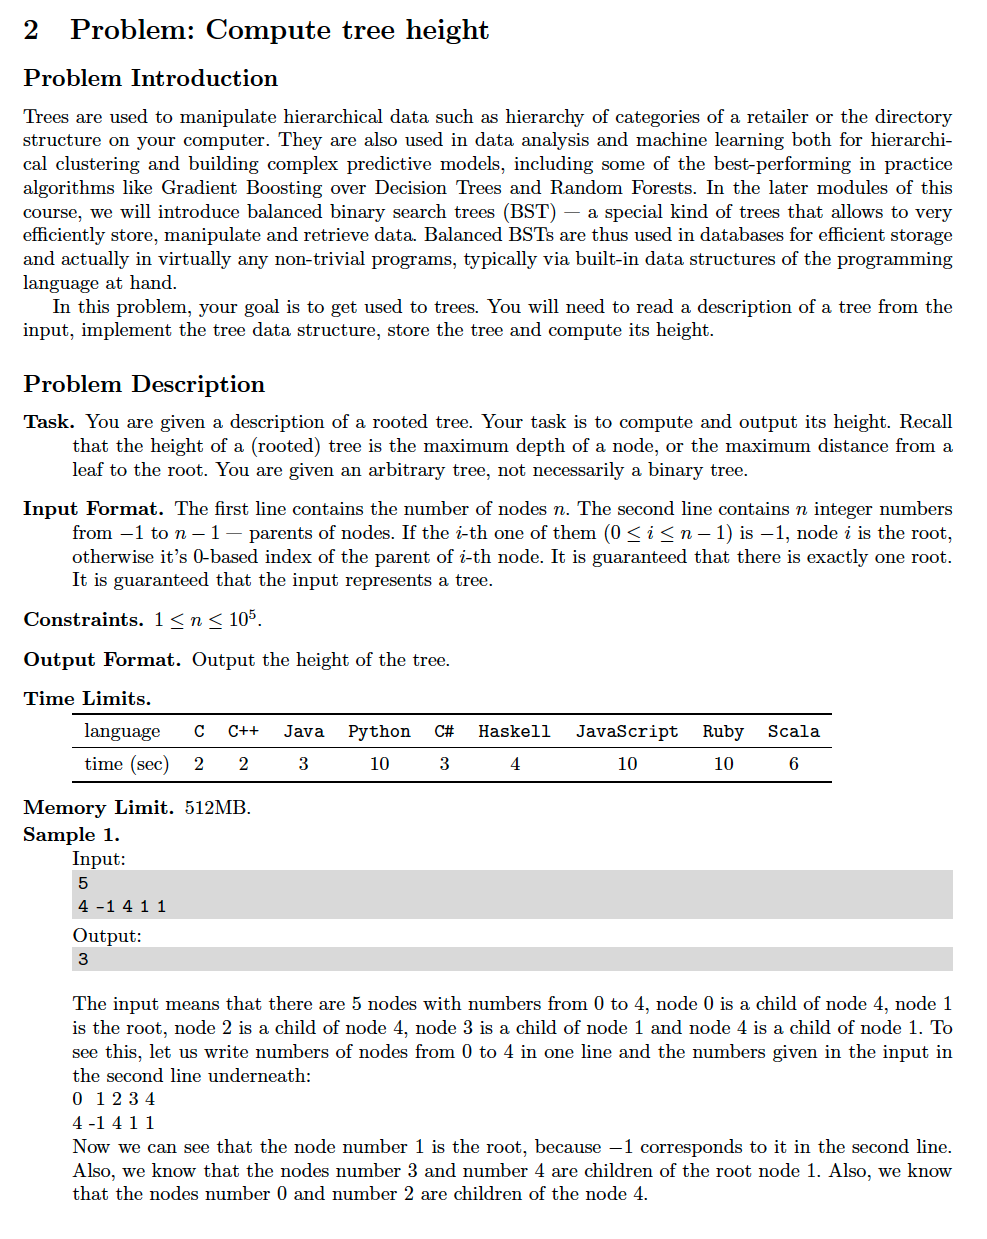 2 Problem: Compute tree height
Problem Introduction
Trees are used to manipulate hierarchical data such as hierarchy of categories of a retailer or the directory
structure on your computer. They are also used in data analysis and machine learning both for hierarchi-
cal clustering and building complex predictive models, including some of the best-performing in practice
algorithms like Gradient Boosting over Decision Trees and Random Forests. In the later modules of this
course, we will introduce balanced binary search trees (BST) — a special kind of trees that allows to very
efficiently store, manipulate and retrieve data. Balanced BSTs are thus used in databases for efficient storage
and actually in virtually any non-trivial programs, typically via built-in data structures of the programming
language at hand.
In this problem, your goal is to get used to trees. You will need to read a description of a tree from the
input, implement the tree data structure, store the tree and compute its height.
Problem Description
Task. You are given a description of a rooted tree. Your task is to compute and output its height. Recall
that the height of a (rooted) tree is the maximum depth of a node, or the maximum distance from a
leaf to the root. You are given an arbitrary tree, not necessarily a binary tree.
Input Format. The first line contains the number of nodes n. The second line contains n integer numbers
from −1 to n − 1 — parents of nodes. If the i-th one of them (0 ≤ i ≤ n − 1) is −1, node i is the root,
otherwise it's 0-based index of the parent of i-th node. It is guaranteed that there is exactly one root.
It is guaranteed that the input represents a tree.
Constraints. 1 ≤ n ≤ 10⁵.
Output Format. Output the height of the tree.
Time Limits.
language C C++ Java Python C# Haskell JavaScript Ruby Scala
time (sec) 2 2 3 10 3 4 10 10 6
Memory Limit. 512MB.
Sample 1.
Input:
5
4 -1 4 1 1
Output:
3
The input means that there are 5 nodes with numbers from 0 to 4, node 0 is a child of node 4, node 1
is the root, node 2 is a child of node 4, node 3 is a child of node 1 and node 4 is a child of node 1. To
see this, let us write numbers of nodes from 0 to 4 in one line and the numbers given in the input in
the second line underneath:
0 1 2 3 4
4 -1 4 1 1
Now we can see that the node number 1 is the root, because −1 corresponds to it in the second line.
Also, we know that the nodes number 3 and number 4 are children of the root node 1. Also, we know
that the nodes number 0 and number 2 are children of the node 4.